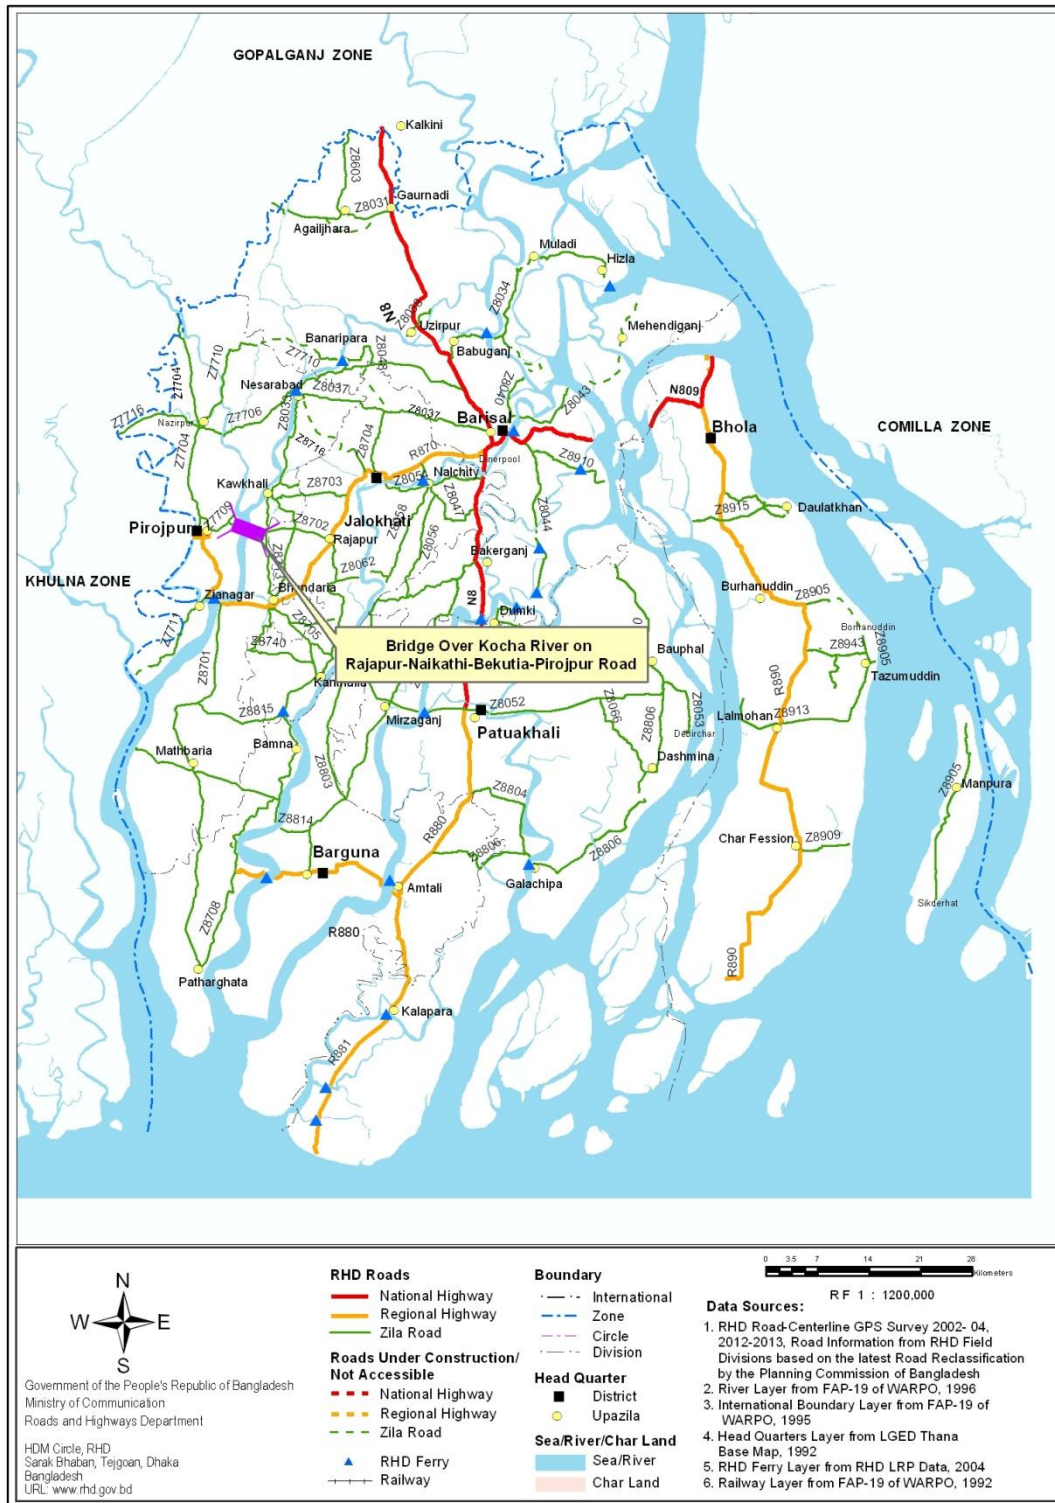 GOPALGANJ ZONE
Kalkini
Z8603
Gaurnadi
Z8031
Agailjhara
Muladi
Hizla
Z8034
N8
Uzirpur
Mehendiganj
Banaripara
Babuganj
Z7710
Z7710
Z7704
Nesarabad
Z8037
Z8040
Z8043
N809
Z7716
Nazirpur
Z7706
Z8033
Z8037
Barisal
Bhola
COMILLA ZONE
Z7704
Z8716
Z8704
R870
Dinerpool
Z8910
Kawkhali
Z8703
Nalchity
Z8044
Z8915
Daulatkhan
Pirojpur
Z7709
Z8702
Jalokhati
Z8056
Rajapur
Bakerganj
KHULNA ZONE
Z8062
Zianagar
Bhandaria
N8
Dumki
Burhanuddin
Z8905
Z8705
Borhanuddin
Z8740
Z8701
Bridge Over Kocha River on
Rajapur-Naikathi-Bekutia-Pirojpur Road
Bauphal
Z8943
Z8905
Tazumuddin
R890
Z8815
Mirzaganj
Z8052
Z8066
Z8806
Z8053
Lalmohan
Z8913
Bamna
Patuakhali
Mathbaria
Z8803
Dashmina
Z8905
Manpura
Z8804
R880
Z8814
Char Fession
Z8909
Barguna
Z8806
Z8806
Amtali
Galachipa
Z8708
Sikderhat
R880
R890
Patharghata
Kalapara
R881
N
W E
S
Government of the People's Republic of Bangladesh
Ministry of Communication
Roads and Highways Department
HDM Circle, RHD
Sarak Bhaban, Tejgoan, Dhaka
Bangladesh
URL: www.rhd.gov.bd
RHD Roads
National Highway
Regional Highway
Zila Road
Roads Under Construction/
Not Accessible
National Highway
Regional Highway
Zila Road
RHD Ferry
Railway
Boundary
International
Zone
Circle
Division
Head Quarter
District
Upazila
Sea/River/Char Land
Sea/River
Char Land
0 3.5 7 14 21 28
Kilometers
RF 1 : 1200,000
Data Sources:
1. RHD Road-Centerline GPS Survey 2002- 04,
2012-2013, Road Information from RHD Field
Divisions based on the latest Road Reclassification
by the Planning Commission of Bangladesh
2. River Layer from FAP-19 of WARPO, 1996
3. International Boundary Layer from FAP-19 of
WARPO, 1995
4. Head Quarters Layer from LGED Thana
Base Map, 1992
5. RHD Ferry Layer from RHD LRP Data, 2004
6. Railway Layer from FAP-19 of WARPO, 1992